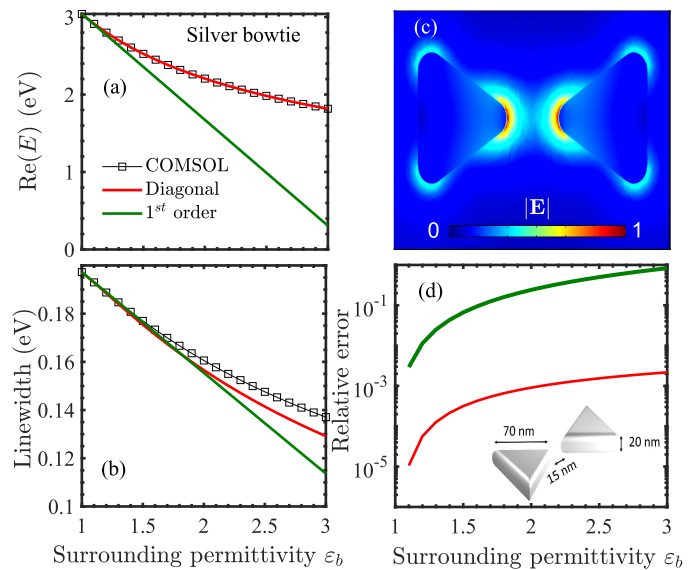 Silver bowtie
(a)
Re(E) (eV)
3
2
1
0
COMSOL
Diagonal
1st order
(c)
|E|
0
1
(b)
Linewidth (eV)
0.18
0.16
0.14
0.12
0.1
1
1.5
2
2.5
3
Surrounding permittivity εb
(d)
Relative error
10-1
10-3
10-5
70 nm
20 nm
15 nm
1
1.5
2
2.5
3
Surrounding permittivity εb